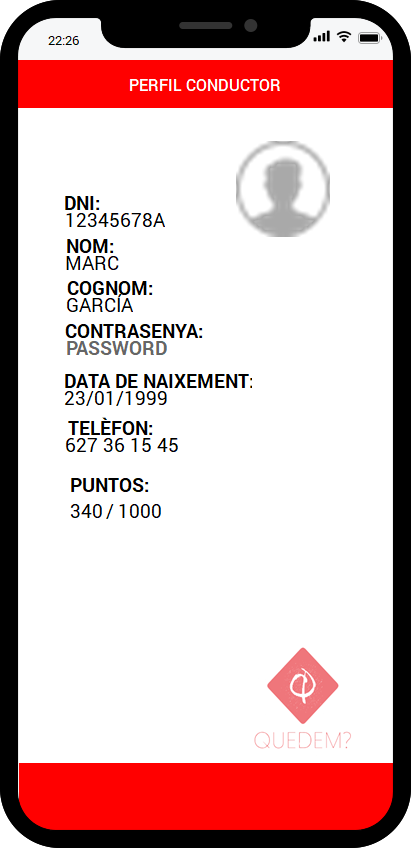 22:26
PERFIL CONDUCTOR
DNI:
12345678A
NOM:
MARC
COGNOM:
GARCÍA
CONTRASENYA:
PASSWORD
DATA DE NAIXEMENT:
23/01/1999
TELÈFON:
627 36 15 45
PUNTOS:
340 / 1000
QUEDEM?